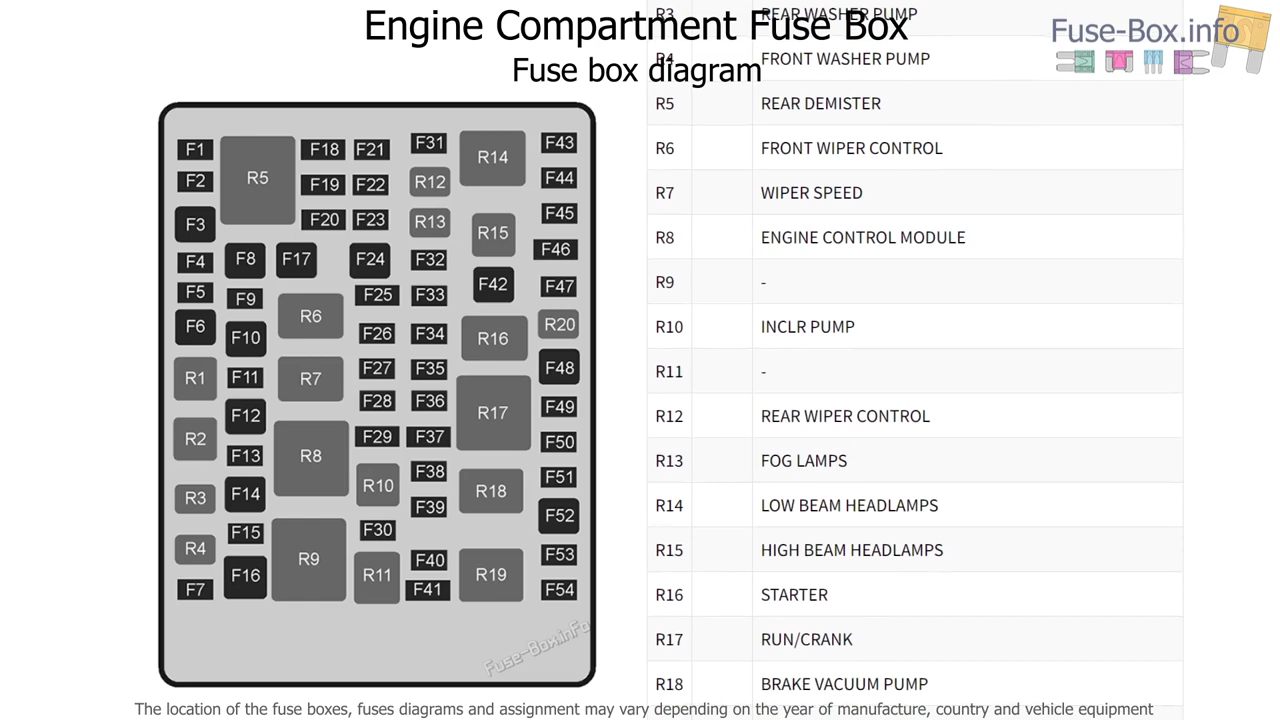 Engine Compartment Fuse Box
Fuse box diagram
Fuse-Box.info
F1 R5 F18 F21 F31 R14 F43
F2 F19 F22 R12 F44
F3 F20 F23 R13 R15 F45
F4 F8 F17 F24 F32 F46
F5 F9 F25 F33 F42 F47
F6 F10 R6 F26 F34 R16 R20
R1 F11 R7 F27 F35 F48
F12 F28 F36 R17 F49
R2 F13 R8 F29 F37 F50
R3 F14 R10 F38 R18 F51
F15 F30 F39 F52
R4 R9 F40 F53
F7 F16 R11 F41 R19 F54
Fuse-Box.info
R3 REAR WASHER PUMP
R4 FRONT WASHER PUMP
R5 REAR DEMISTER
R6 FRONT WIPER CONTROL
R7 WIPER SPEED
R8 ENGINE CONTROL MODULE
R9 -
R10 INCLR PUMP
R11 -
R12 REAR WIPER CONTROL
R13 FOG LAMPS
R14 LOW BEAM HEADLAMPS
R15 HIGH BEAM HEADLAMPS
R16 STARTER
R17 RUN/CRANK
R18 BRAKE VACUUM PUMP
The location of the fuse boxes, fuses diagrams and assignment may vary depending on the year of manufacture, country and vehicle equipment